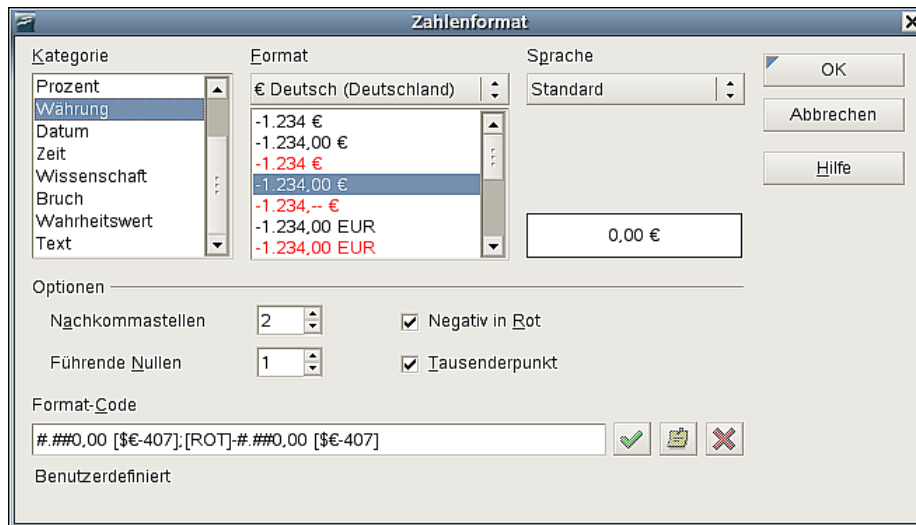 Zahlenformat
Kategorie
Prozent
Währung
Datum
Zeit
Wissenschaft
Bruch
Wahrheitswert
Text
Format
€ Deutsch (Deutschland)
-1.234 €
-1.234,00 €
-1.234 €
-1.234,00 €
-1.234,-- €
-1.234,00 EUR
-1.234,00 EUR
Sprache
Standard
0,00 €
OK
Abbrechen
Hilfe
Optionen
Nachkommastellen 2
Negativ in Rot
Führende Nullen 1
Tausenderpunkt
Format-Code
#.##0,00 [$€-407];[ROT]-#.##0,00 [$€-407]
Benutzerdefiniert